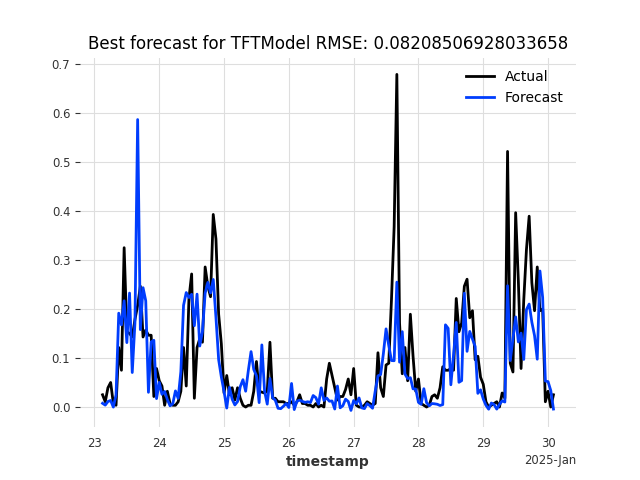 Best forecast for TFTModel RMSE: 0.08208506928033658
Actual
Forecast
0.7
0.6
0.5
0.4
0.3
0.2
0.1
0.0
23 24 25 26 27 28 29 30
timestamp
2025-Jan